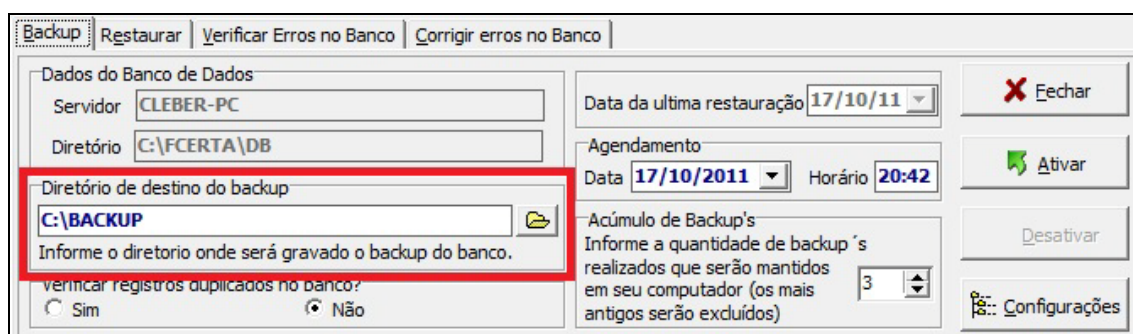 Backup Restaurar Verificar Erros no Banco Corrigir erros no Banco
Dados do Banco de Dados
Servidor CLEBER-PC
Diretório C:\FCERTA\DB
Diretório de destino do backup
C:\BACKUP
Informe o diretorio onde será gravado o backup do banco.
Verificar registros duplicados no banco?
Sim Não
Data da ultima restauração 17/10/11
Agendamento
Data 17/10/2011 Horário 20:42
Acúmulo de Backup's
Informe a quantidade de backup´s
realizados que serão mantidos
em seu computador (os mais
antigos serão excluídos)
3
Fechar
Ativar
Desativar
Configurações